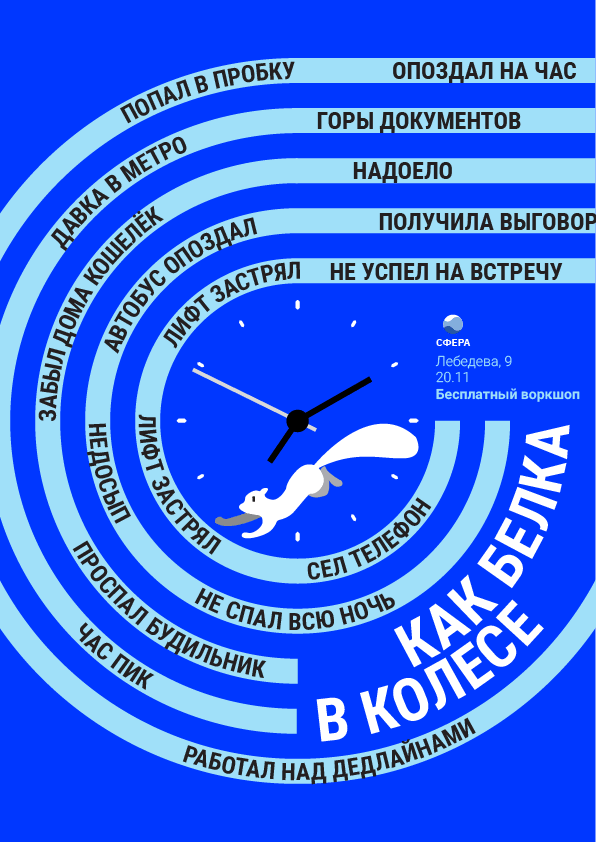 ПОПАЛ В ПРОБКУ
ОПОЗДАЛ НА ЧАС
ДАВКА В МЕТРО
ГОРЫ ДОКУМЕНТОВ
ЗАБЫЛ ДОМА КОШЕЛЁК
НАДОЕЛО
АВТОБУС ОПОЗДАЛ
ПОЛУЧИЛА ВЫГОВОР
ЛИФТ ЗАСТРЯЛ
НЕ УСПЕЛ НА ВСТРЕЧУ
СФЕРА
Лебедева, 9
20.11
Бесплатный воркшоп
ЛИФТ ЗАСТРЯЛ
СЕЛ ТЕЛЕФОН
НЕДОСЫП
НЕ СПАЛ ВСЮ НОЧЬ
ПРОСПАЛ БУДИЛЬНИК
ЧАС ПИК
РАБОТАЛ НАД ДЕДЛАЙНАМИ
КАК БЕЛКА
В КОЛЕСЕ